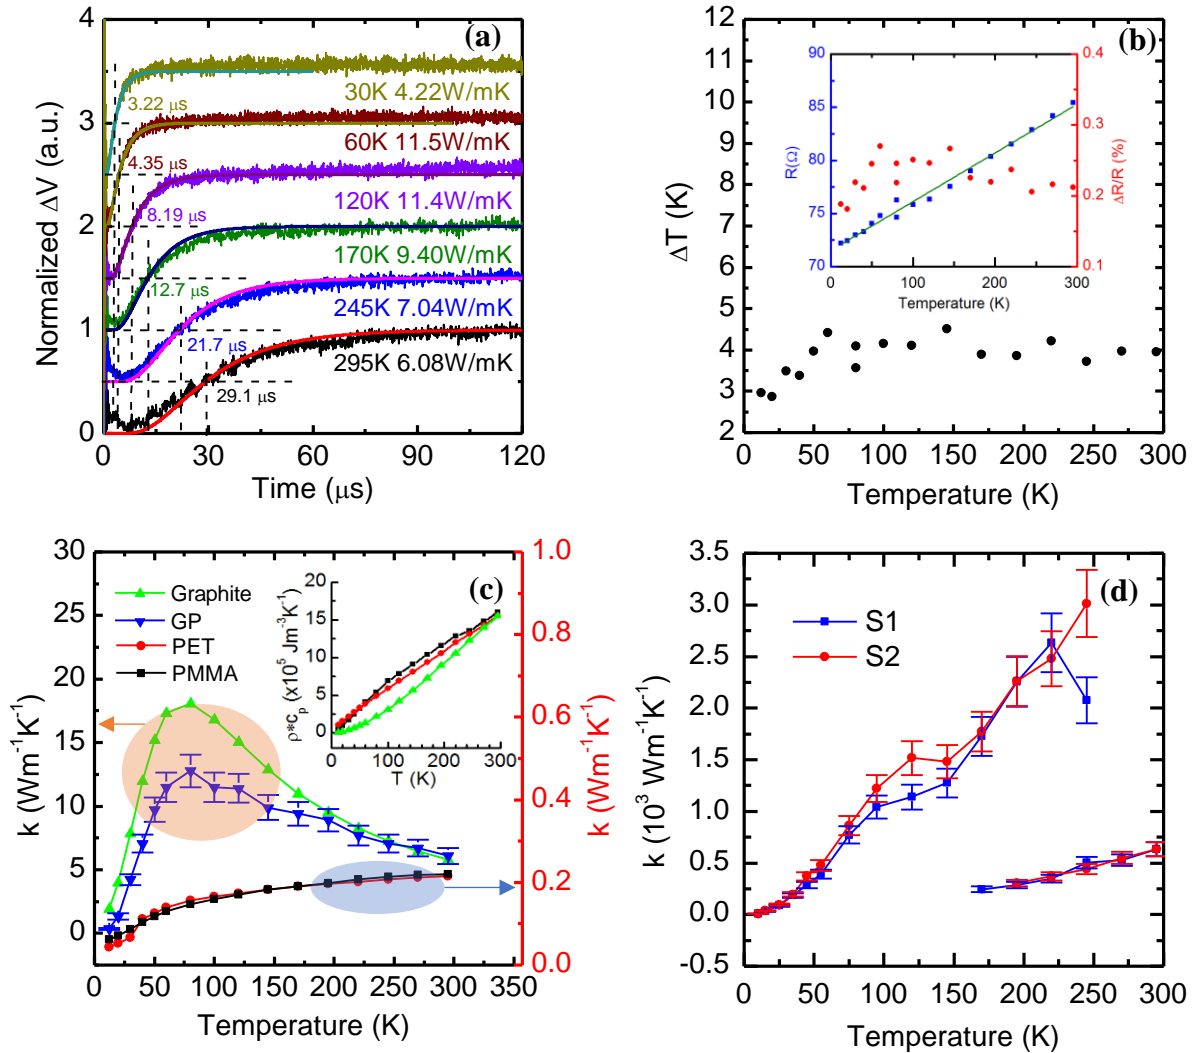 (a)
4
3
2
1
0
Normalized ΔV (a.u.)
30K 4.22W/mK
3.22 μs
60K 11.5W/mK
4.35 μs
120K 11.4W/mK
8.19 μs
170K 9.40W/mK
12.7 μs
245K 7.04W/mK
21.7 μs
295K 6.08W/mK
29.1 μs
0 30 60 90 120
Time (μs)
(b)
12
11
10
9
8
7
6
5
4
3
2
ΔT (K)
90
85
80
75
70
R(Ω)
0.4
0.3
0.2
0.1
ΔR/R (%)
0 100 200 300
Temperature (K)
0 50 100 150 200 250 300
Temperature (K)
(c)
30
25
20
15
10
5
0
k (Wm⁻¹K⁻¹)
Graphite
GP
PET
PMMA
20
15
10
5
0
ρ*cₚ (x10⁵ Jm⁻³K⁻¹)
0 100 200 300
T (K)
1.0
0.8
0.6
0.4
0.2
0.0
k (Wm⁻¹K⁻¹)
0 50 100 150 200 250 300 350
Temperature (K)
(d)
3.5
3.0
2.5
2.0
1.5
1.0
0.5
0.0
-0.5
k (10³ Wm⁻¹K⁻¹)
S1
S2
0 50 100 150 200 250 300
Temperature (K)